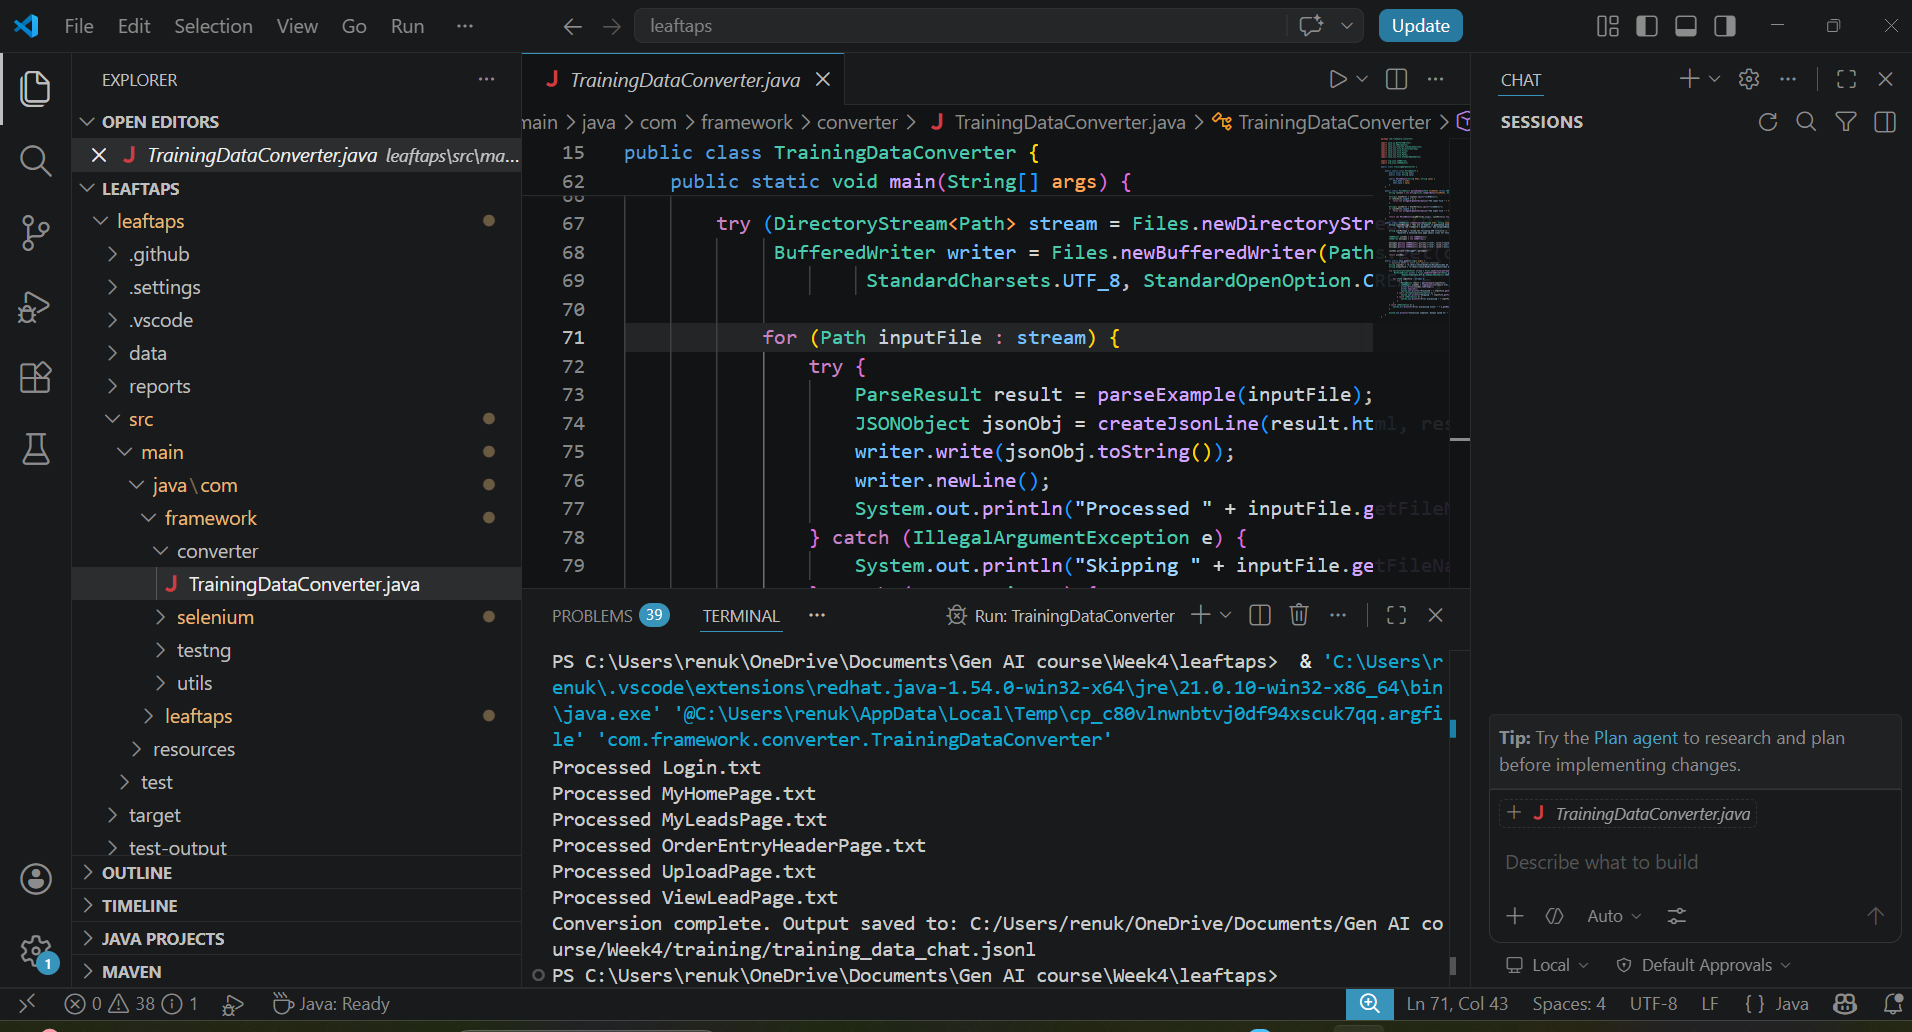 File Edit Selection View Go Run ··· leaftaps Update
EXPLORER ···
OPEN EDITORS
TrainingDataConverter.java leaftaps\src\ma...
LEAFTAPS
leaftaps
.github
.settings
.vscode
data
reports
src
main
java\com
framework
converter
TrainingDataConverter.java
selenium
testng
utils
leaftaps
resources
test
target
test-output
OUTLINE
TIMELINE
JAVA PROJECTS
MAVEN
1
J TrainingDataConverter.java
main > java > com > framework > converter > J TrainingDataConverter.java > TrainingDataConverter >
15 public class TrainingDataConverter {
62 public static void main(String[] args) {
67 try (DirectoryStream<Path> stream = Files.newDirectoryStre
68 BufferedWriter writer = Files.newBufferedWriter(Paths
69 StandardCharsets.UTF_8, StandardOpenOption.CRE
70
71 for (Path inputFile : stream) {
72 try {
73 ParseResult result = parseExample(inputFile);
74 JSONObject jsonObj = createJsonLine(result.html, res
75 writer.write(jsonObj.toString());
76 writer.newLine();
77 System.out.println("Processed " + inputFile.getFileN
78 } catch (IllegalArgumentException e) {
79 System.out.println("Skipping " + inputFile.getFileNa
PROBLEMS 39 TERMINAL ··· Run: TrainingDataConverter
PS C:\Users\renuk\OneDrive\Documents\Gen AI course\Week4\leaftaps> & 'C:\Users\r
enuk\.vscode\extensions\redhat.java-1.54.0-win32-x64\jre\21.0.10-win32-x86_64\bin
\java.exe' '@C:\Users\renuk\AppData\Local\Temp\cp_c80vlnwnbtvj0df94xscuk7qq.argfi
le' 'com.framework.converter.TrainingDataConverter'
Processed Login.txt
Processed MyHomePage.txt
Processed MyLeadsPage.txt
Processed OrderEntryHeaderPage.txt
Processed UploadPage.txt
Processed ViewLeadPage.txt
Conversion complete. Output saved to: C:/Users/renuk/OneDrive/Documents/Gen AI co
urse/Week4/training/training_data_chat.jsonl
PS C:\Users\renuk\OneDrive\Documents\Gen AI course\Week4\leaftaps>
CHAT
SESSIONS
Tip: Try the Plan agent to research and plan
before implementing changes.
J TrainingDataConverter.java
Describe what to build
Auto
Local Default Approvals
0 38 1 Java: Ready Ln 71, Col 43 Spaces: 4 UTF-8 LF { } Java